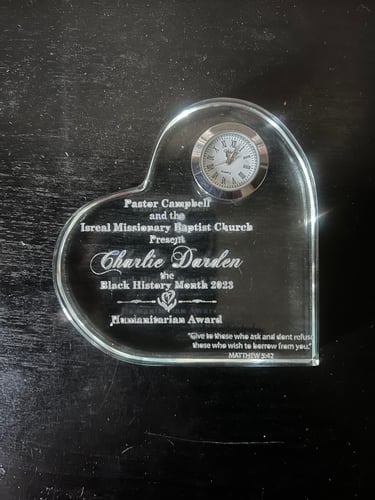 Pastor Campbell
and the
Isreal Missionary Baptist Church
Present
Charlie Darden
the
Black History Month 2023
Humanitarian Award
"Give to those who ask and dont refuse
those who wish to borrow from you."
MATTHEW 5:42